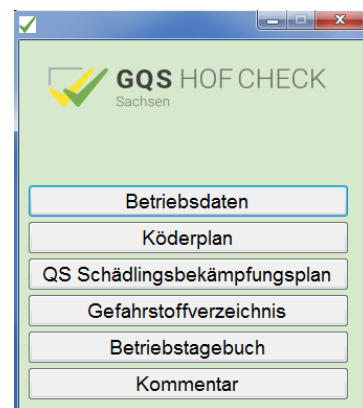 GQS HOF CHECK
Sachsen
Betriebsdaten
Köderplan
QS Schädlingsbekämpfungsplan
Gefahrstoffverzeichnis
Betriebstagebuch
Kommentar